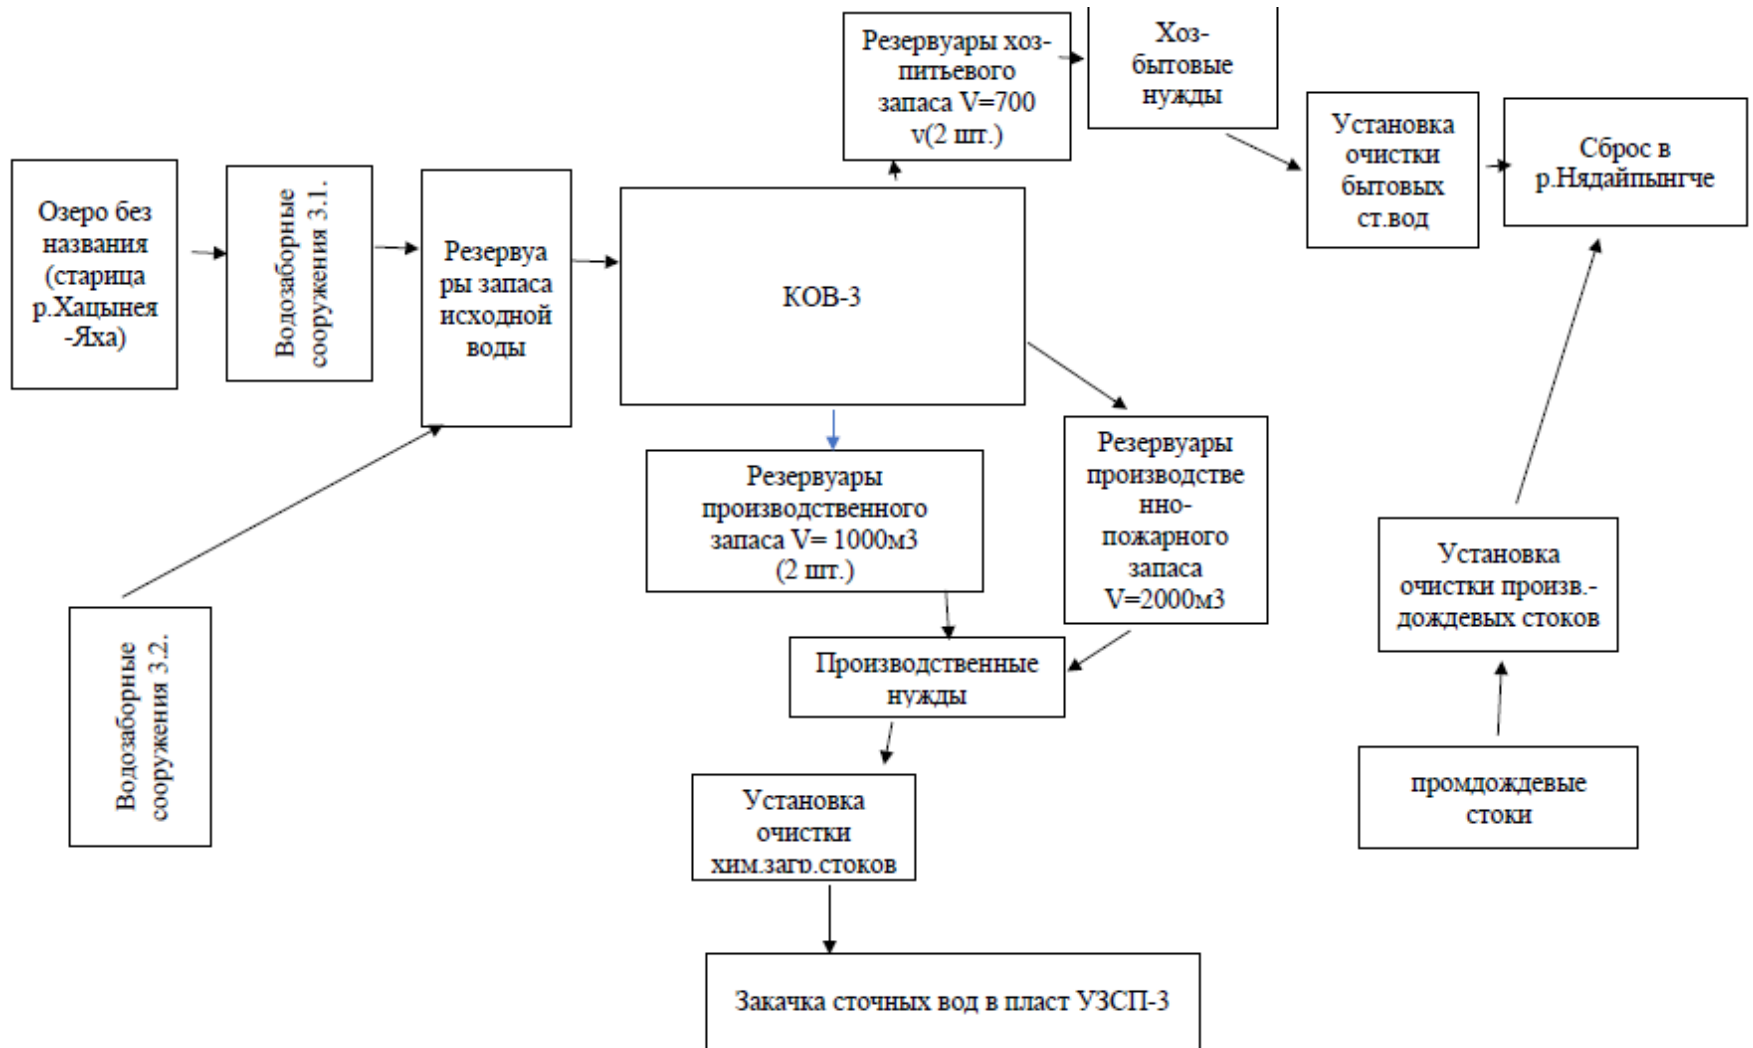 Резервуары хоз-
питьевого
запаса V=700
v(2 шт.)
Хоз-
бытовые
нужды
Установка
очистки
бытовых
ст.вод
Сброс в
р.Нядайпынгче
Озеро без
названия
(старица
р.Хацынея
-Яха)
Водозаборные
сооружения 3.1.
Резервуа
ры запаса
исходной
воды
КОВ-3
Резервуары
производственного
запаса V= 1000м3
(2 шт.)
Резервуары
производстве
нно-
пожарного
запаса
V=2000м3
Водозаборные
сооружения 3.2.
Производственные
нужды
Установка
очистки произв.-
дождевых стоков
Установка
очистки
хим.загр.стоков
промдождевые
стоки
Закачка сточных вод в пласт УЗСП-3